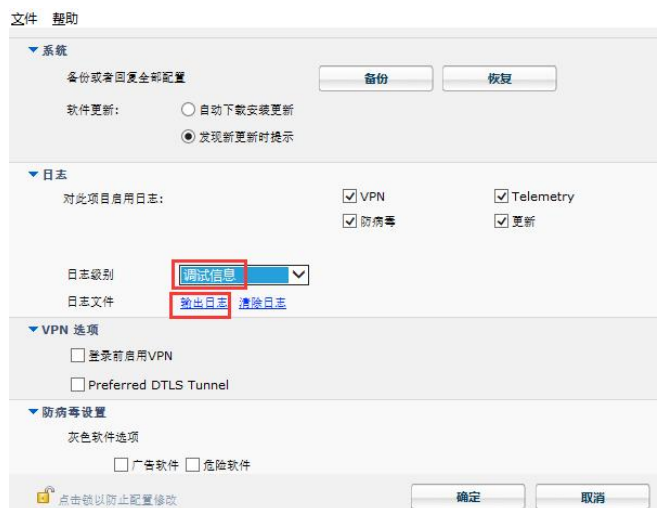 文件 帮助
系统
备份或者回复全部配置 备份 恢复
软件更新: 自动下载安装更新
发现新更新时提示
日志
对此项目启用日志: VPN Telemetry
防病毒 更新
日志级别 调试信息
日志文件 输出日志 清除日志
VPN 选项
登录前启用VPN
Preferred DTLS Tunnel
防病毒设置
灰色软件选项
广告软件 危险软件
点击锁以防止配置修改 确定 取消